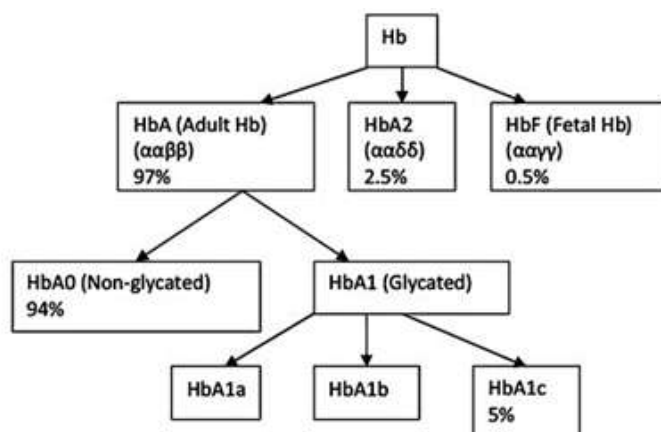 Hb
HbA (Adult Hb)
(ααββ)
97%
HbA2
(ααδδ)
2.5%
HbF (Fetal Hb)
(ααγγ)
0.5%
HbA0 (Non-glycated)
94%
HbA1 (Glycated)
HbA1a
HbA1b
HbA1c
5%